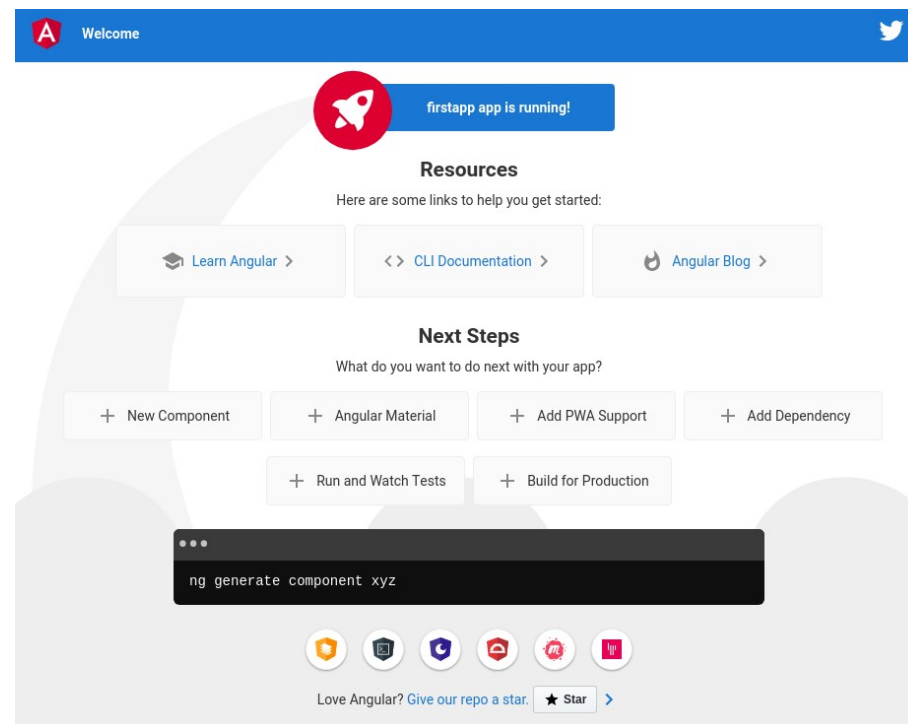 Welcome
firstapp app is running!
Resources
Here are some links to help you get started:
Learn Angular
CLI Documentation
Angular Blog
Next Steps
What do you want to do next with your app?
New Component
Angular Material
Add PWA Support
Add Dependency
Run and Watch Tests
Build for Production
ng generate component xyz
Love Angular? Give our repo a star. Star